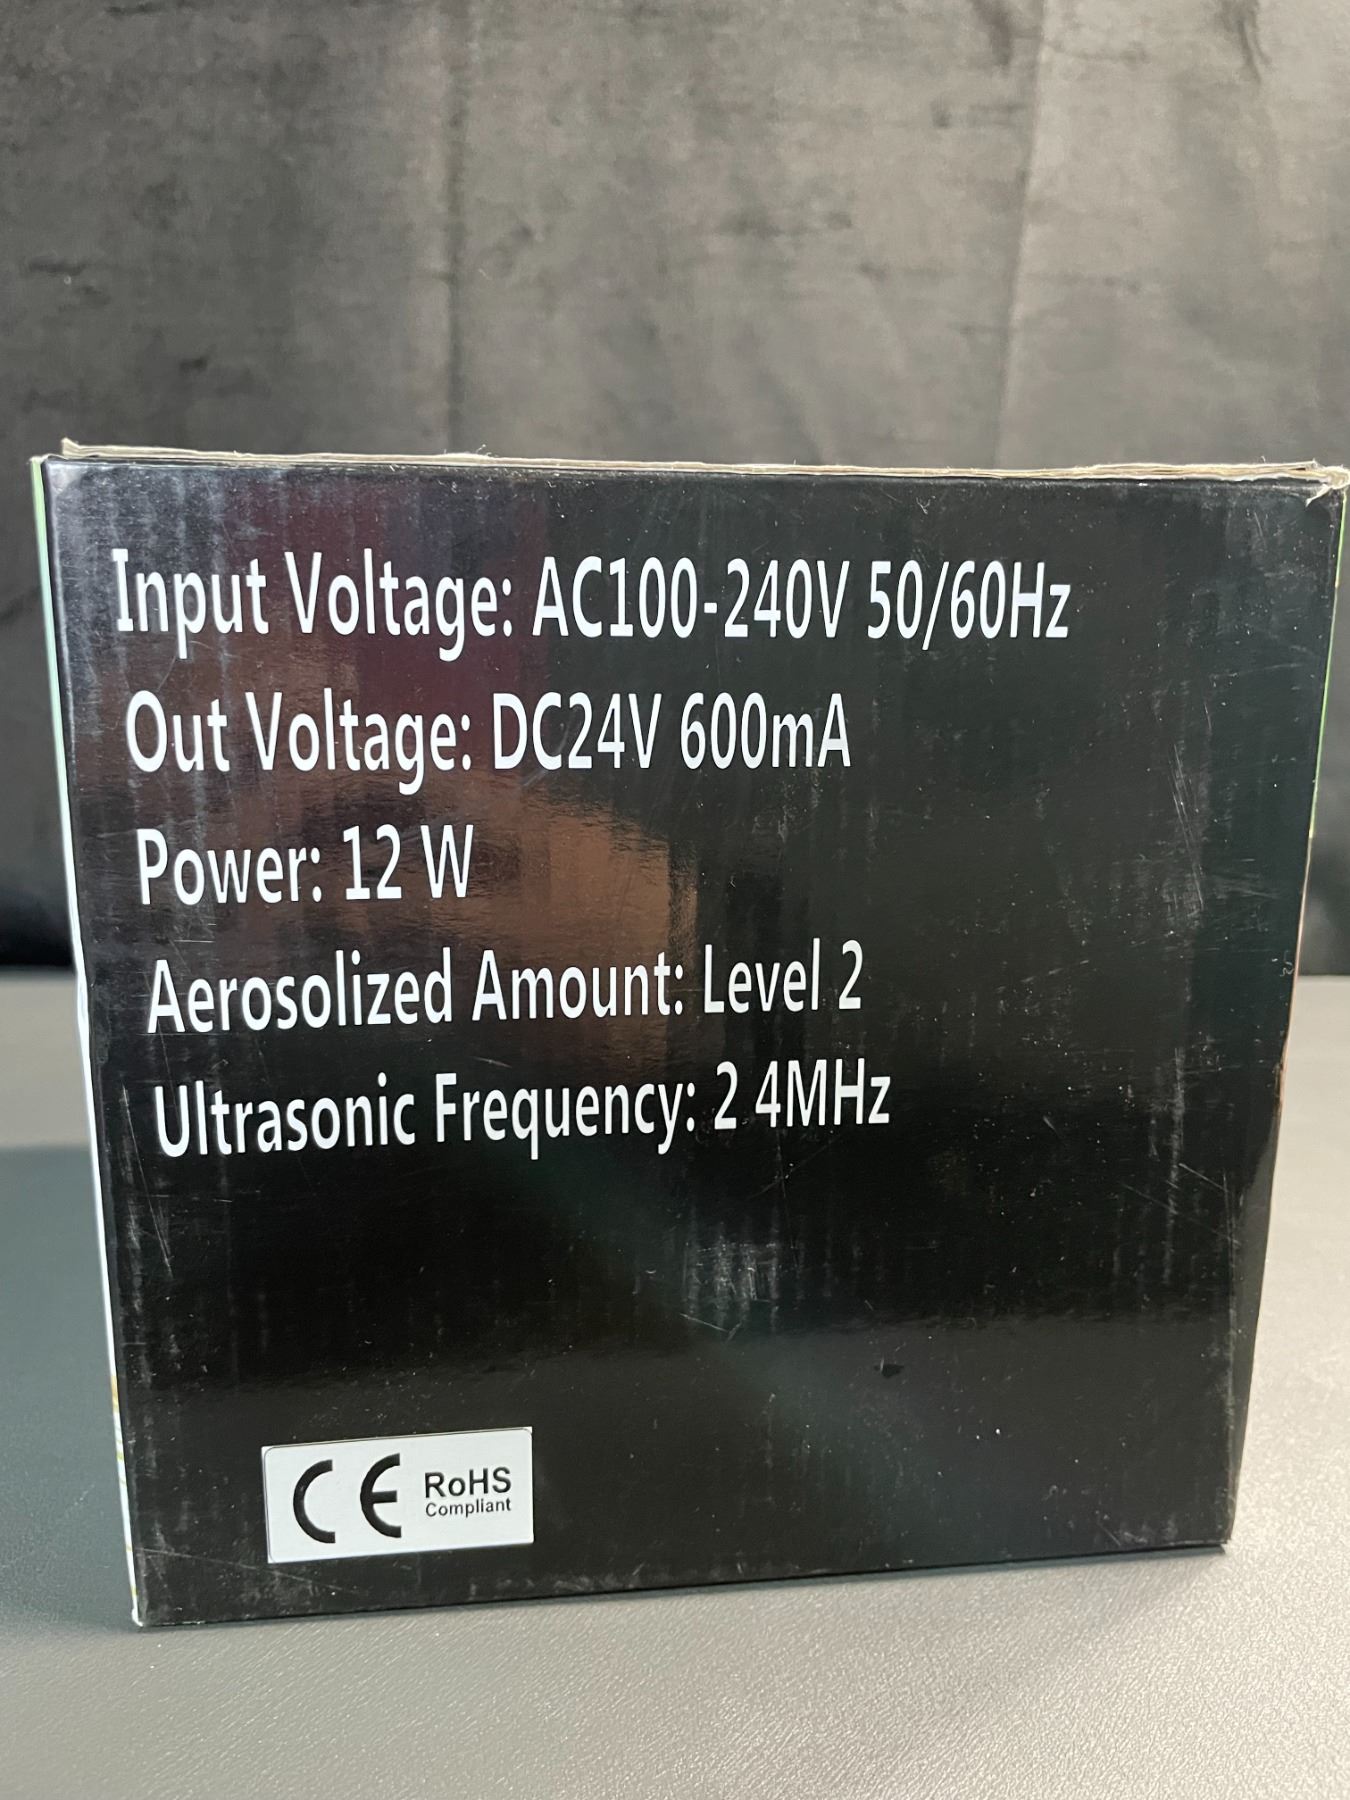 Input Voltage: AC100-240V 50/60Hz
Out Voltage: DC24V 600mA
Power: 12 W
Aerosolized Amount: Level 2
Ultrasonic Frequency: 2 4MHz
CE RoHS
Compliant